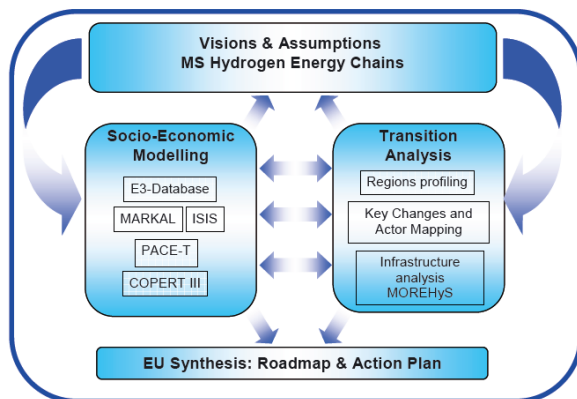 Visions & Assumptions
MS Hydrogen Energy Chains
Socio-Economic
Modelling
E3-Database
MARKAL
ISIS
PACE-T
COPERT III
Transition
Analysis
Regions profiling
Key Changes and
Actor Mapping
Infrastructure
analysis
MOREHyS
EU Synthesis: Roadmap & Action Plan